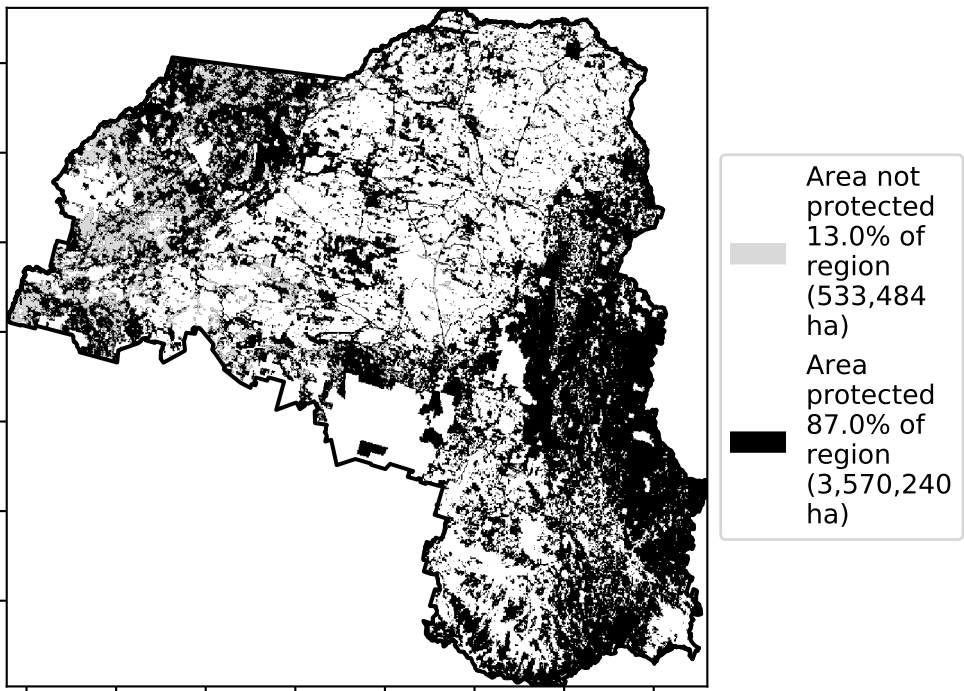 Area not
protected
13.0% of
region
(533,484
ha)
Area
protected
87.0% of
region
(3,570,240
ha)